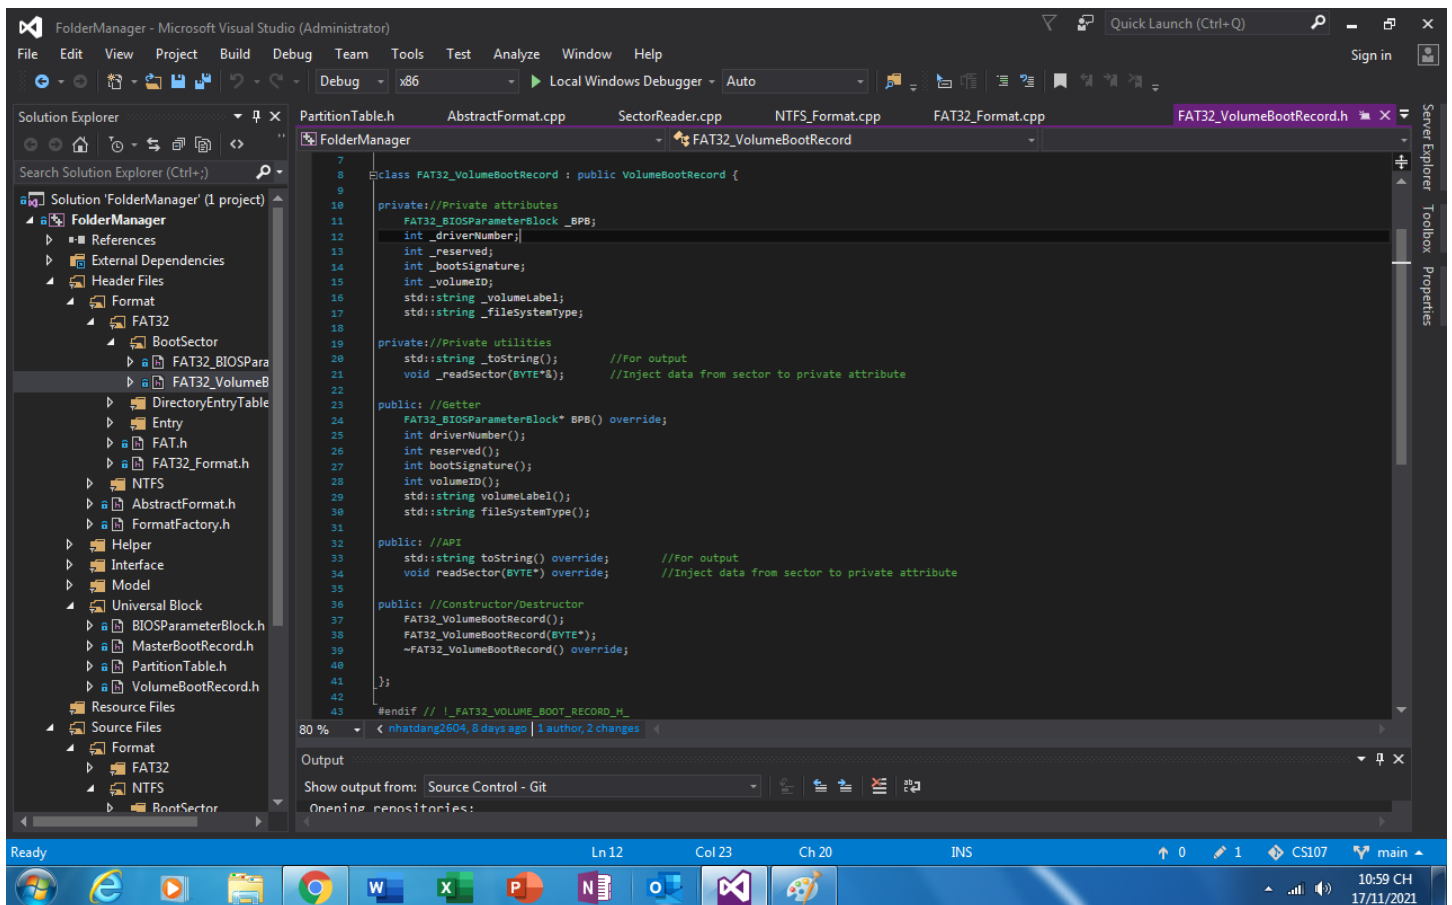 FolderManager - Microsoft Visual Studio (Administrator)
Quick Launch (Ctrl+Q)
File Edit View Project Build Debug Team Tools Test Analyze Window Help
Sign in
Debug x86 Local Windows Debugger Auto
Solution Explorer
Search Solution Explorer (Ctrl+;)
Solution 'FolderManager' (1 project)
FolderManager
References
External Dependencies
Header Files
Format
FAT32
BootSector
FAT32_BIOSPara
FAT32_VolumeB
DirectoryEntryTable
Entry
FAT.h
FAT32_Format.h
NTFS
AbstractFormat.h
FormatFactory.h
Helper
Interface
Model
Universal Block
BIOSParameterBlock.h
MasterBootRecord.h
PartitionTable.h
VolumeBootRecord.h
Resource Files
Source Files
Format
FAT32
NTFS
BootSector
PartitionTable.h AbstractFormat.cpp SectorReader.cpp NTFS_Format.cpp FAT32_Format.cpp FAT32_VolumeBootRecord.h
FolderManager FAT32_VolumeBootRecord
7
8 class FAT32_VolumeBootRecord : public VolumeBootRecord {
9
10 private://Private attributes
11 FAT32_BIOSParameterBlock _BPB;
12 int _driverNumber;
13 int _reserved;
14 int _bootSignature;
15 int _volumeID;
16 std::string _volumeLabel;
17 std::string _fileSystemType;
18
19 private://Private utilities
20 std::string _toString(); //For output
21 void _readSector(BYTE*&); //Inject data from sector to private attribute
22
23 public: //Getter
24 FAT32_BIOSParameterBlock* BPB() override;
25 int driverNumber();
26 int reserved();
27 int bootSignature();
28 int volumeID();
29 std::string volumeLabel();
30 std::string fileSystemType();
31
32 public: //API
33 std::string toString() override; //For output
34 void readSector(BYTE*) override; //Inject data from sector to private attribute
35
36 public: //Constructor/Destructor
37 FAT32_VolumeBootRecord();
38 FAT32_VolumeBootRecord(BYTE*);
39 ~FAT32_VolumeBootRecord() override;
40
41 };
42
43 #endif // !_FAT32_VOLUME_BOOT_RECORD_H_
80 % nhatdang2604, 8 days ago | 1 author, 2 changes
Output
Show output from: Source Control - Git
Opening repositories:
Server Explorer
Toolbox
Properties
Ready Ln 12 Col 23 Ch 20 INS 0 1 CS107 main
10:59 CH
17/11/2021